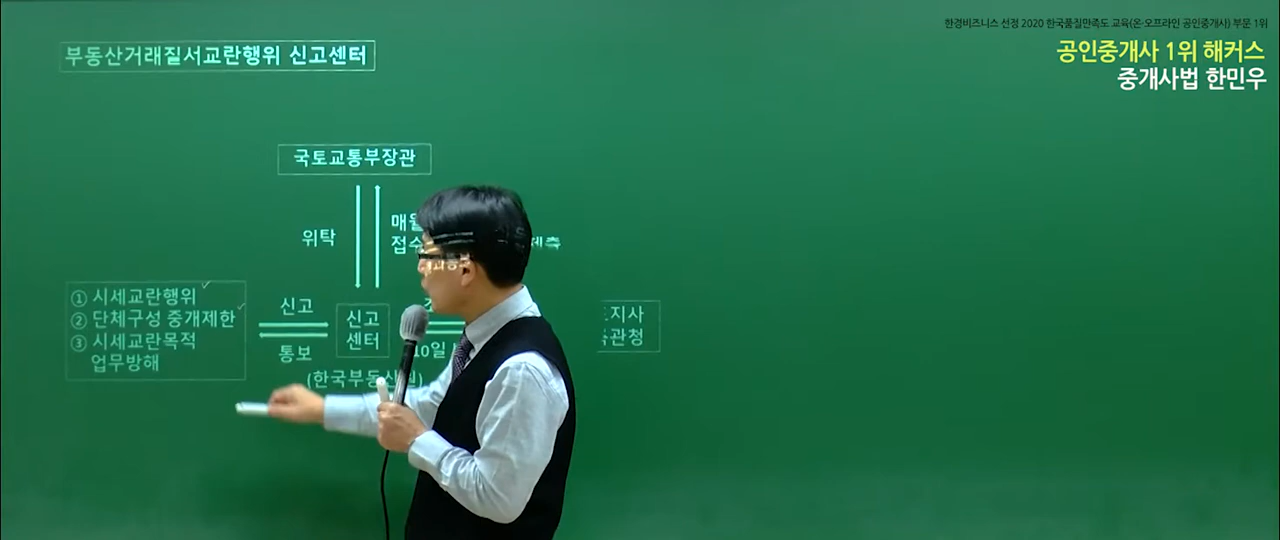 한경비즈니스 선정 2020 한국품질만족도 교육(온·오프라인 공인중개사) 부문 1위
공인중개사 1위 해커스
중개사법 한민우
부동산거래질서교란행위 신고센터
국토교통부장관
위탁
매월
접수
① 시세교란행위
② 단체구성 중개제한
③ 시세교란목적
업무방해
신고
통보
신고
센터
10일
지사
관청
(한국부동산원)